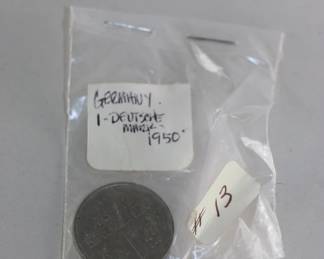 GERMANY.
1-DEUTSCHE
MARK-
1950.
# 13